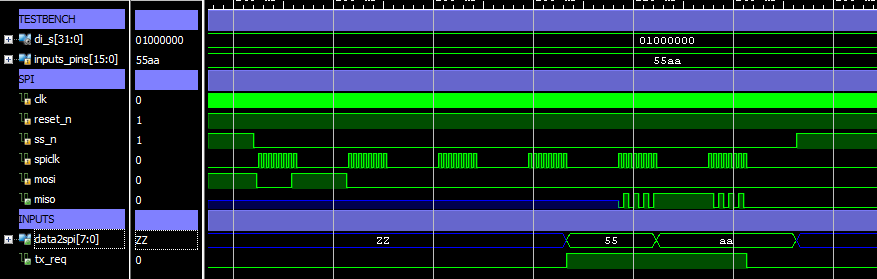 TESTBENCH
di_s[31:0] 01000000 01000000
inputs_pins[15:0] 55aa 55aa
SPI
clk 0
reset_n 1
ss_n 1
spiclk 0
mosi 0
miso 0
INPUTS
data2spi[7:0] ZZ ZZ 55 aa
tx_req 0